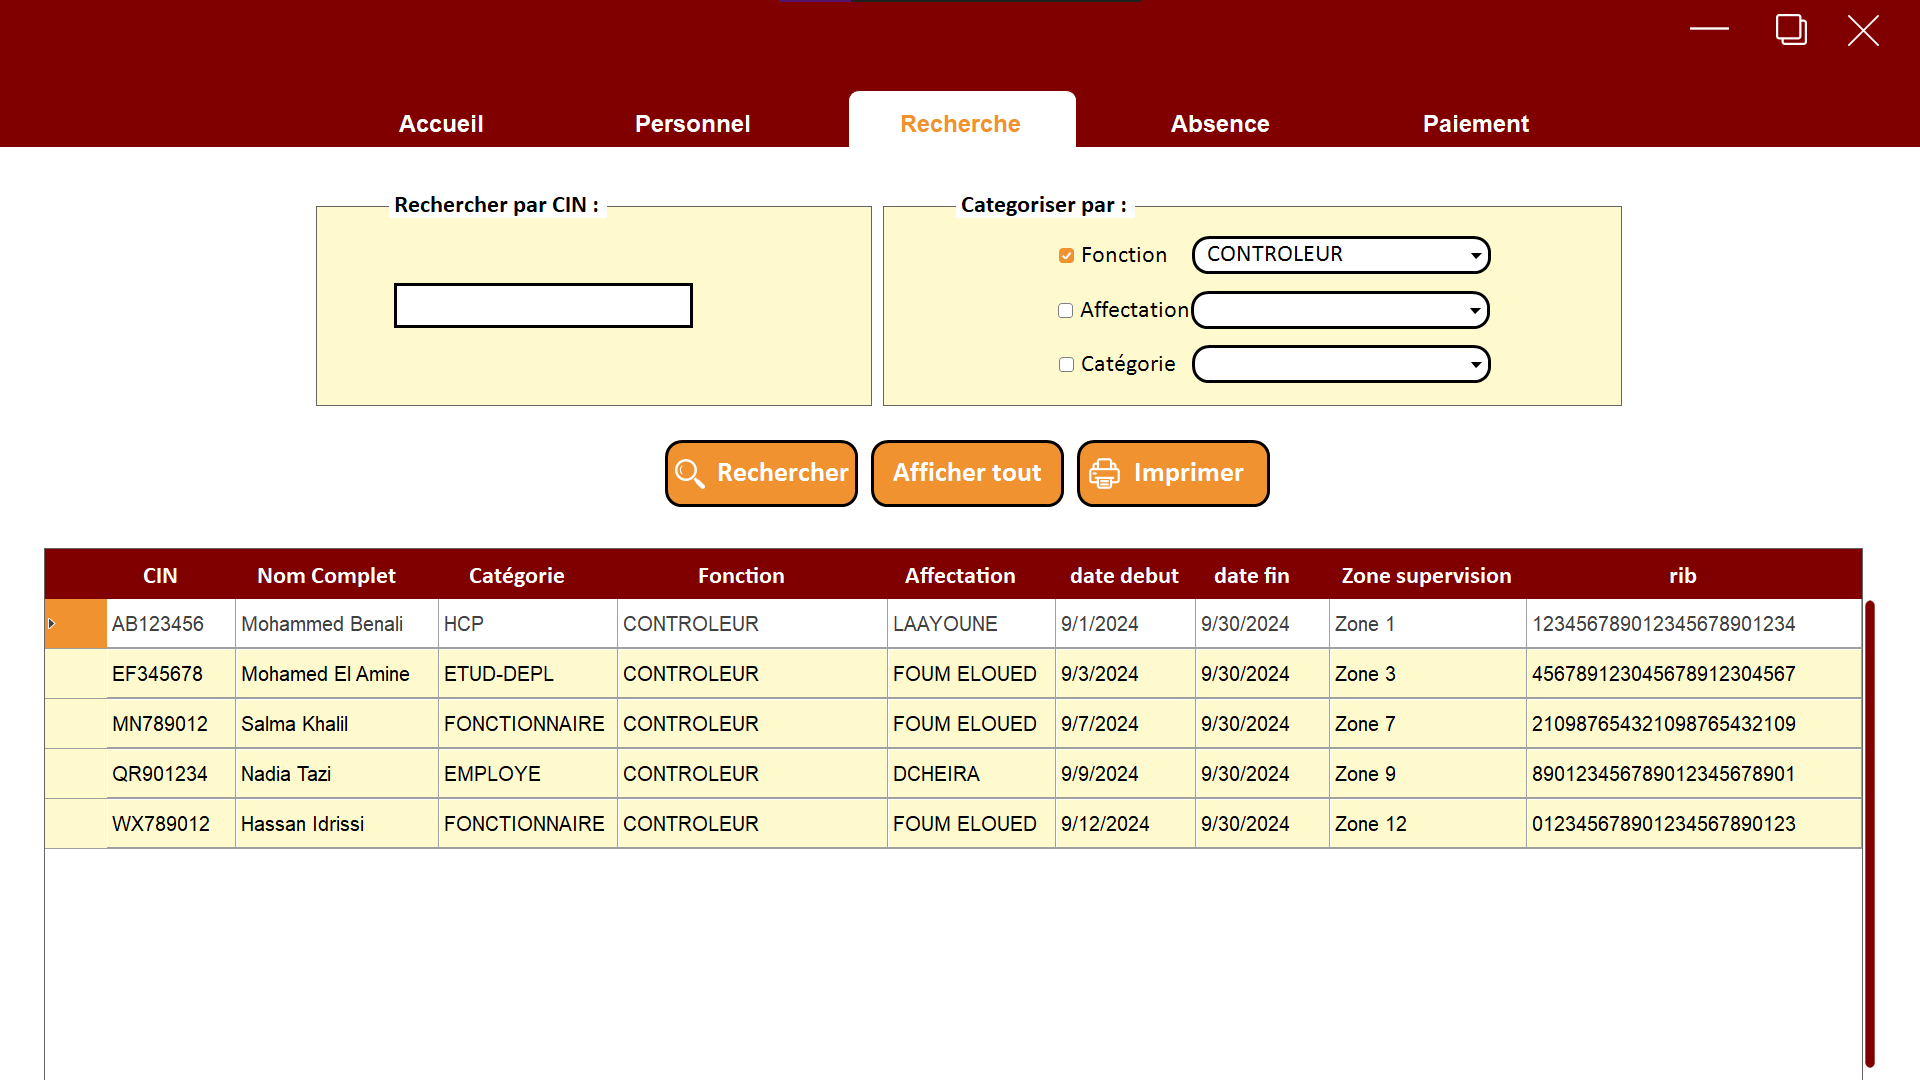 Accueil Personnel Recherche Absence Paiement
Rechercher par CIN :
Categoriser par :
Fonction CONTROLEUR
Affectation
Catégorie
Rechercher Afficher tout Imprimer
CIN Nom Complet Catégorie Fonction Affectation date debut date fin Zone supervision rib
AB123456 Mohammed Benali HCP CONTROLEUR LAAYOUNE 9/1/2024 9/30/2024 Zone 1 123456789012345678901234
EF345678 Mohamed El Amine ETUD-DEPL CONTROLEUR FOUM ELOUED 9/3/2024 9/30/2024 Zone 3 456789123045678912304567
MN789012 Salma Khalil FONCTIONNAIRE CONTROLEUR FOUM ELOUED 9/7/2024 9/30/2024 Zone 7 210987654321098765432109
QR901234 Nadia Tazi EMPLOYE CONTROLEUR DCHEIRA 9/9/2024 9/30/2024 Zone 9 890123456789012345678901
WX789012 Hassan Idrissi FONCTIONNAIRE CONTROLEUR FOUM ELOUED 9/12/2024 9/30/2024 Zone 12 012345678901234567890123